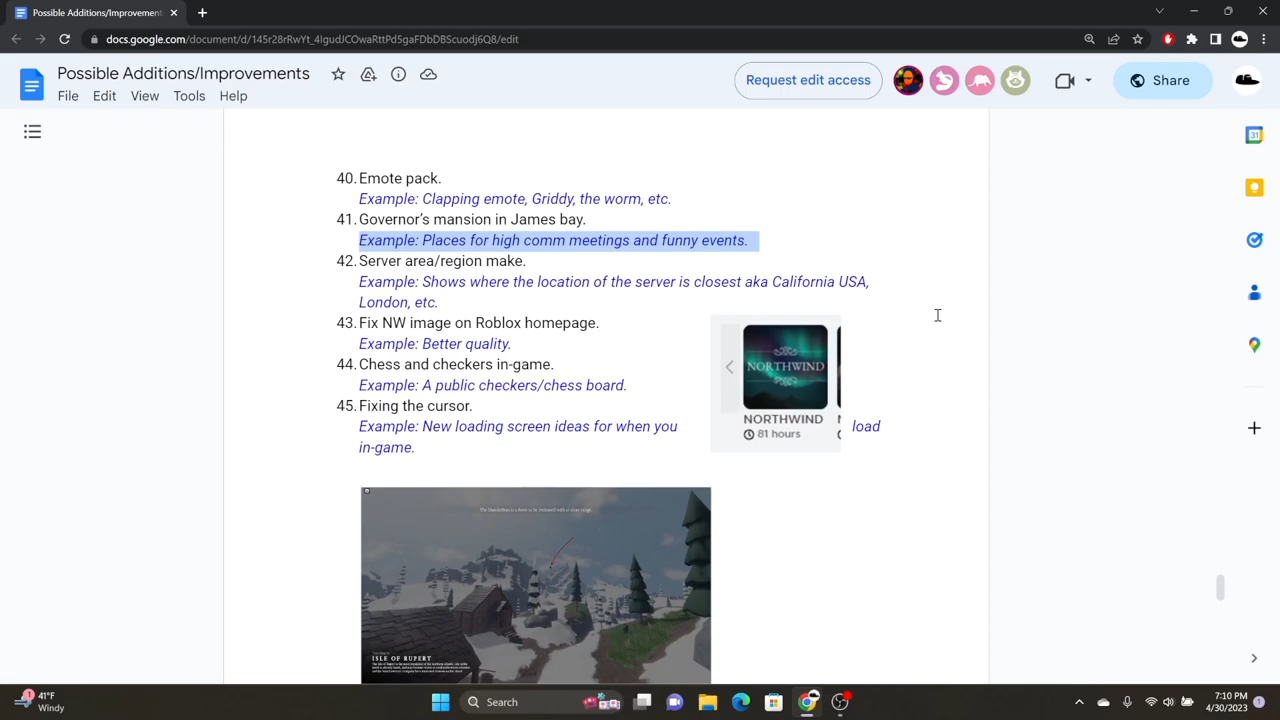 Possible Additions/Improvement
docs.google.com/document/d/145r28rRwYt_4IgudJCOwaRttPd5gaFDbDBScuodj6Q8/edit
Possible Additions/Improvements
File Edit View Tools Help
Request edit access
Share
31
40. Emote pack.
Example: Clapping emote, Griddy, the worm, etc.
41. Governor's mansion in James bay.
Example: Places for high comm meetings and funny events.
42. Server area/region make.
Example: Shows where the location of the server is closest aka California USA,
London, etc.
43. Fix NW image on Roblox homepage.
Example: Better quality.
44. Chess and checkers in-game.
Example: A public checkers/chess board.
45. Fixing the cursor.
Example: New loading screen ideas for when you load
in-game.
NORTHWIND
NORTHWIND
81 hours
ISLE OF RUPERT
1
41°F
Windy
Search
7:10 PM
4/30/2023
1